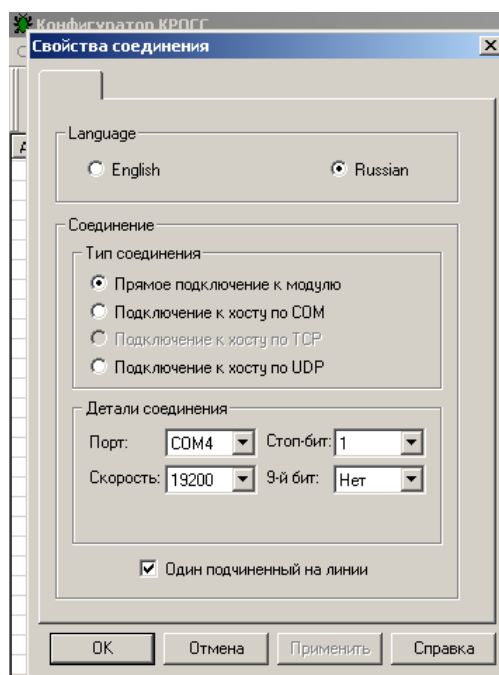 Конфигуратор КРОСС
Свойства соединения
Language
English Russian
Соединение
Тип соединения
Прямое подключение к модулю
Подключение к хосту по COM
Подключение к хосту по TCP
Подключение к хосту по UDP
Детали соединения
Порт: COM4 Стоп-бит: 1
Скорость: 19200 9-й бит: Нет
Один подчиненный на линии
OK Отмена Применить Справка